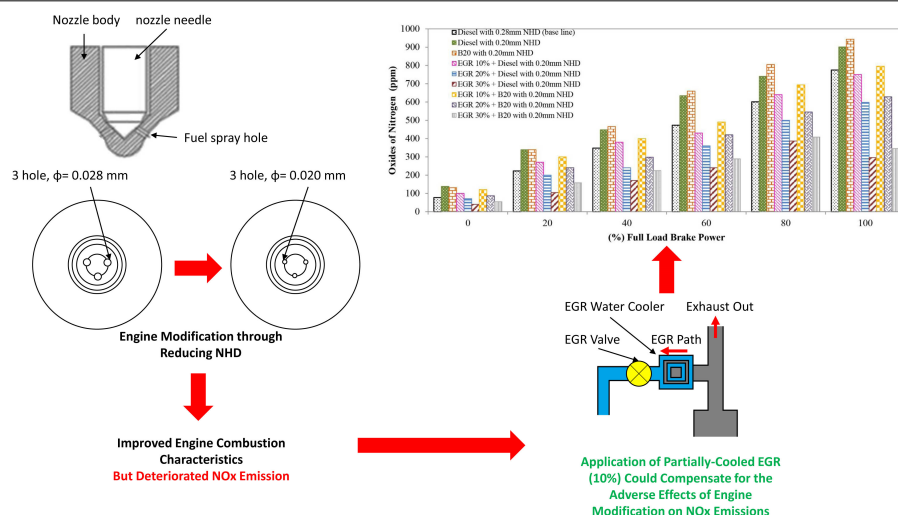 Nozzle body
nozzle needle
Fuel spray hole
3 hole, ϕ= 0.028 mm
3 hole, ϕ= 0.020 mm
Engine Modification through
Reducing NHD
Improved Engine Combustion
Characteristics
But Deteriorated NOx Emission
Oxides of Nitrogen (ppm)
1000
900
800
700
600
500
400
300
200
100
0
Diesel with 0.28mm NHD (base line)
Diesel with 0.20mm NHD
B20 with 0.20mm NHD
EGR 10% + Diesel with 0.20mm NHD
EGR 20% + Diesel with 0.20mm NHD
EGR 30% + Diesel with 0.20mm NHD
EGR 10% + B20 with 0.20mm NHD
EGR 20% + B20 with 0.20mm NHD
EGR 30% + B20 with 0.20mm NHD
0 20 40 60 80 100
(%) Full Load Brake Power
EGR Water Cooler
Exhaust Out
EGR Valve
EGR Path
Application of Partially-Cooled EGR
(10%) Could Compensate for the
Adverse Effects of Engine
Modification on NOx Emissions